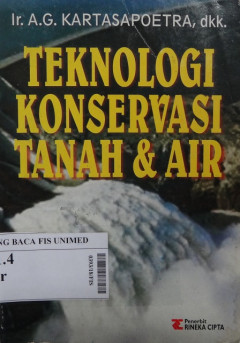 Ir. A.G. KARTASAPOETRA, dkk.
TEKNOLOGI
KONSERVASI
TANAH & AIR
NG BACA FIS UNIMED
.4
r
Penerbit
RINEKA CIPTA